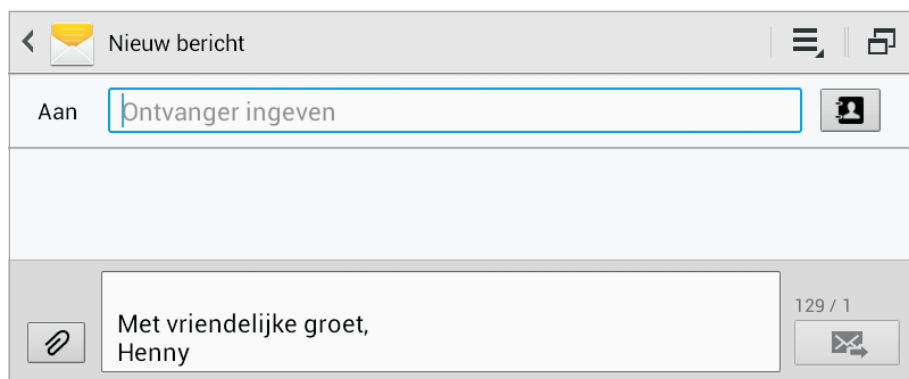 Nieuw bericht
Aan
Ontvanger ingeven
Met vriendelijke groet,
Henny
129 / 1